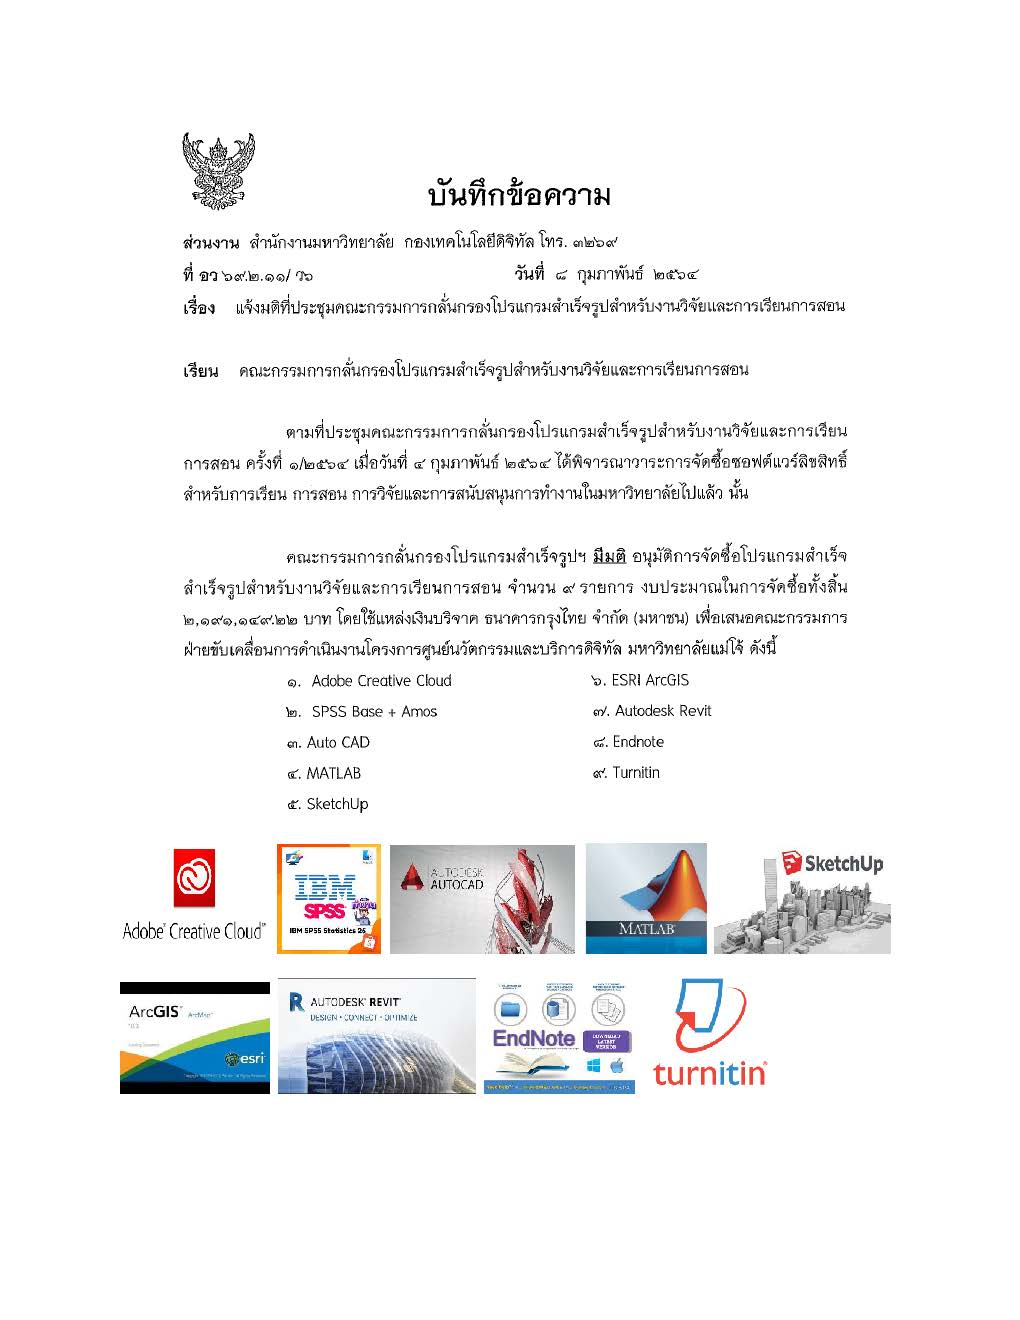 บันทึกข้อความ
ส่วนงาน สำนักงานมหาวิทยาลัย กองเทคโนโลยีดิจิทัล โทร. ๓๒๖๙
ที่ อว ๖๙.๒.๑๑/ ๖ วันที่ ๘ กุมภาพันธ์ ๒๕๖๔
เรื่อง แจ้งมติที่ประชุมคณะกรรมการกลั่นกรองโปรแกรมสำเร็จรูปสำหรับงานวิจัยและการเรียนการสอน
เรียน คณะกรรมการกลั่นกรองโปรแกรมสำเร็จรูปสำหรับงานวิจัยและการเรียนการสอน
ตามที่ประชุมคณะกรรมการกลั่นกรองโปรแกรมสำเร็จรูปสำหรับงานวิจัยและการเรียน
การสอน ครั้งที่ ๑/๒๕๖๔ เมื่อวันที่ ๔ กุมภาพันธ์ ๒๕๖๔ ได้พิจารณาวาระการจัดซื้อซอฟต์แวร์ลิขสิทธิ์
สำหรับการเรียน การสอน การวิจัยและการสนับสนุนการทำงานในมหาวิทยาลัยไปแล้ว นั้น
คณะกรรมการกลั่นกรองโปรแกรมสำเร็จรูปฯ มีมติ อนุมัติการจัดซื้อโปรแกรมสำเร็จ
สำเร็จรูปสำหรับงานวิจัยและการเรียนการสอน จำนวน ๙ รายการ งบประมาณในการจัดซื้อทั้งสิ้น
๒,๑๙๑,๑๔๙.๒๒ บาท โดยใช้แหล่งเงินบริจาค ธนาคารกรุงไทย จำกัด (มหาชน) เพื่อเสนอคณะกรรมการ
ฝ่ายขับเคลื่อนการดำเนินงานโครงการศูนย์นวัตกรรมและบริการดิจิทัล มหาวิทยาลัยแม่โจ้ ดังนี้
๑. Adobe Creative Cloud
๒. SPSS Base + Amos
๓. Auto CAD
๔. MATLAB
๕. SketchUp
๖. ESRI ArcGIS
๗. Autodesk Revit
๘. Endnote
๙. Turnitin
Adobe Creative Cloud™
IBM
SPSS
IBM SPSS Statistics 26
AUTODESK
AUTOCAD
MATLAB
SketchUp
ArcGIS ArcMap
esri
AUTODESK REVIT
DESIGN • CONNECT • OPTIMIZE
EndNote
DOWNLOAD
LATEST
VERSION
turnitin